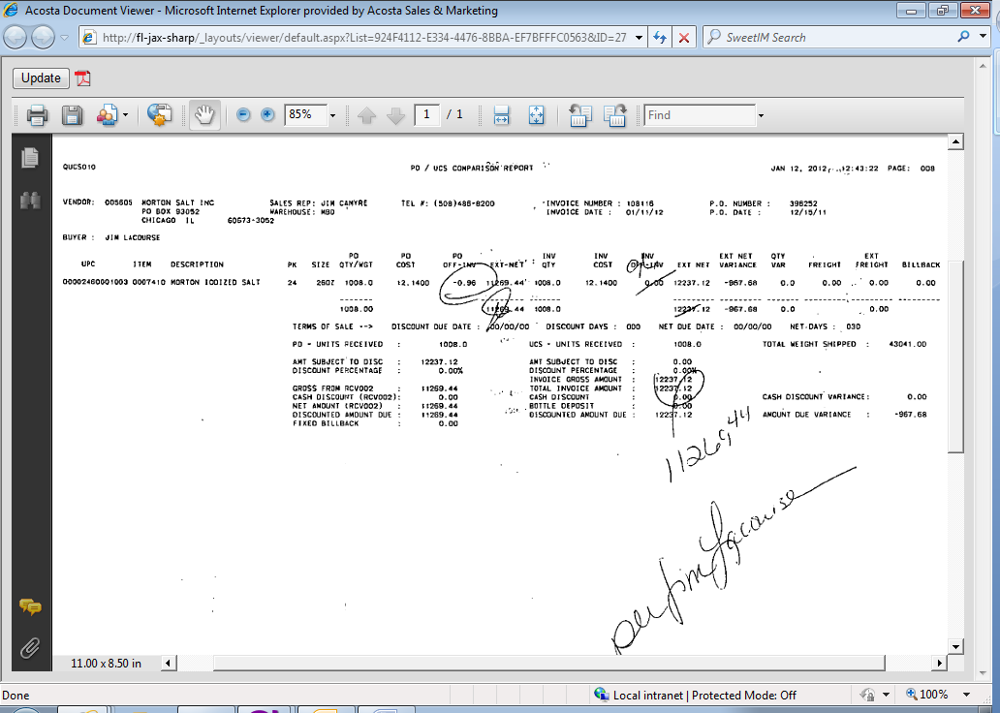 Acosta Document Viewer - Microsoft Internet Explorer provided by Acosta Sales & Marketing
http://fl-jax-sharp/_layouts/viewer/default.aspx?List=924F4112-E334-4476-8BBA-EF7BFFFC0563&ID=27
SweetIM Search
Update
85%
1 / 1
Find
QUCS010 PO / UCS COMPARISON REPORT JAN 12, 2012 12:43:22 PAGE: 008
VENDOR: 005605 MORTON SALT INC SALES REP: JIM CAMYRE TEL #: (508)486-8200 INVOICE NUMBER : 108116 P.O. NUMBER : 396252
PO BOX 93052 WAREHOUSE: MBO INVOICE DATE : 01/11/12 P.O. DATE : 12/15/11
CHICAGO IL 60673-3052
BUYER : JIM LACOURSE
PO PO PO INV INV INV EXT NET QTY EXT
UPC ITEM DESCRIPTION PK SIZE QTY/WGT COST OFF-INV EXT-NET QTY COST OFF-INV EXT NET VARIANCE VAR FREIGHT FREIGHT BILLBACK
00002460001003 0007410 MORTON IODIZED SALT 24 26OZ 1008.0 12.1400 -0.96 11269.44 1008.0 12.1400 0.00 12237.12 -967.68 0.0 0.00 0.00 0.00
1008.00 11269.44 1008.0 12237.12 -967.68 0.0 0.00
TERMS OF SALE --> DISCOUNT DUE DATE : 00/00/00 DISCOUNT DAYS : 000 NET DUE DATE : 00/00/00 NET-DAYS : 030
PO - UNITS RECEIVED : 1008.0 UCS - UNITS RECEIVED : 1008.0 TOTAL WEIGHT SHIPPED : 43041.00
AMT SUBJECT TO DISC : 12237.12 AMT SUBJECT TO DISC : 0.00
DISCOUNT PERCENTAGE : 0.00% DISCOUNT PERCENTAGE : 0.00%
INVOICE GROSS AMOUNT : 12237.12
GROSS FROM RCV002 : 11269.44 TOTAL INVOICE AMOUNT : 12237.12
CASH DISCOUNT (RCV002): 0.00 CASH DISCOUNT : 0.00 CASH DISCOUNT VARIANCE: 0.00
NET AMOUNT (RCV002) : 11269.44 BOTTLE DEPOSIT : 0.00
DISCOUNTED AMOUNT DUE : 11269.44 DISCOUNTED AMOUNT DUE : 12237.12 AMOUNT DUE VARIANCE : -967.68
FIXED BILLBACK : 0.00
11269.44
per Jim Lacourse
11.00 x 8.50 in
Done
Local intranet | Protected Mode: Off
100%